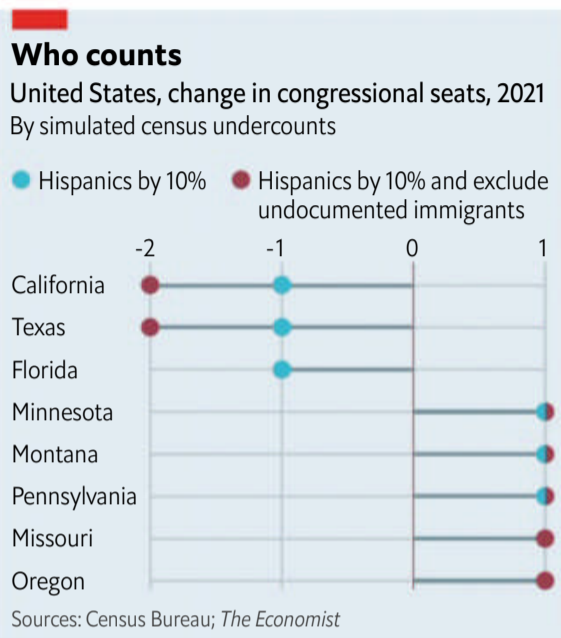 Who counts
United States, change in congressional seats, 2021
By simulated census undercounts
Hispanics by 10%
Hispanics by 10% and exclude
undocumented immigrants
-2 -1 0 1
California
Texas
Florida
Minnesota
Montana
Pennsylvania
Missouri
Oregon
Sources: Census Bureau; The Economist